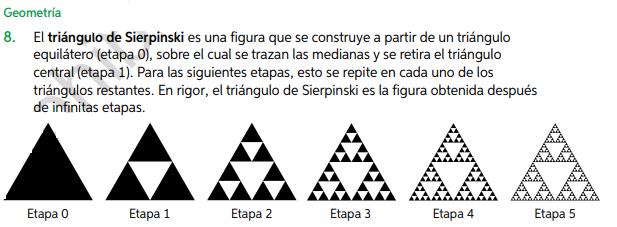 Geometría
8. El triángulo de Sierpinski es una figura que se construye a partir de un triángulo
equilátero (etapa 0), sobre el cual se trazan las medianas y se retira el triángulo
central (etapa 1). Para las siguientes etapas, esto se repite en cada uno de los
triángulos restantes. En rigor, el triángulo de Sierpinski es la figura obtenida después
de infinitas etapas.
Etapa 0 Etapa 1 Etapa 2 Etapa 3 Etapa 4 Etapa 5